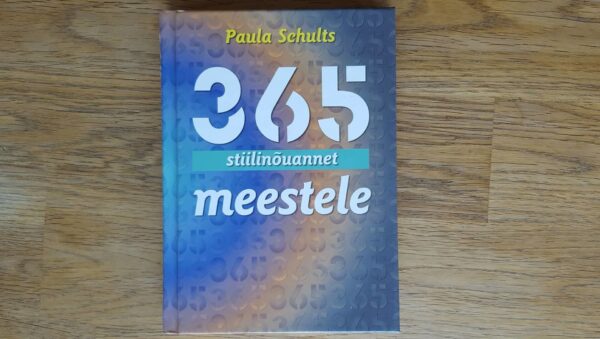 Paula Schults
365
stiilinõuannet
meestele